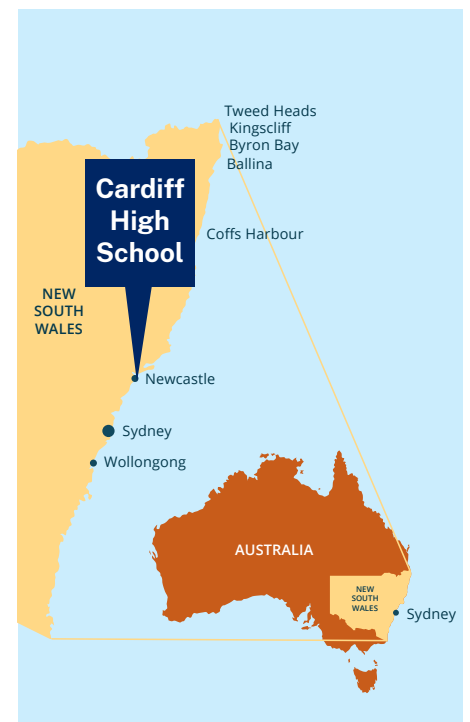 Tweed Heads
Kingscliff
Byron Bay
Ballina
Cardiff
High
School
Coffs Harbour
NEW
SOUTH
WALES
Newcastle
Sydney
Wollongong
AUSTRALIA
NEW
SOUTH
WALES
Sydney